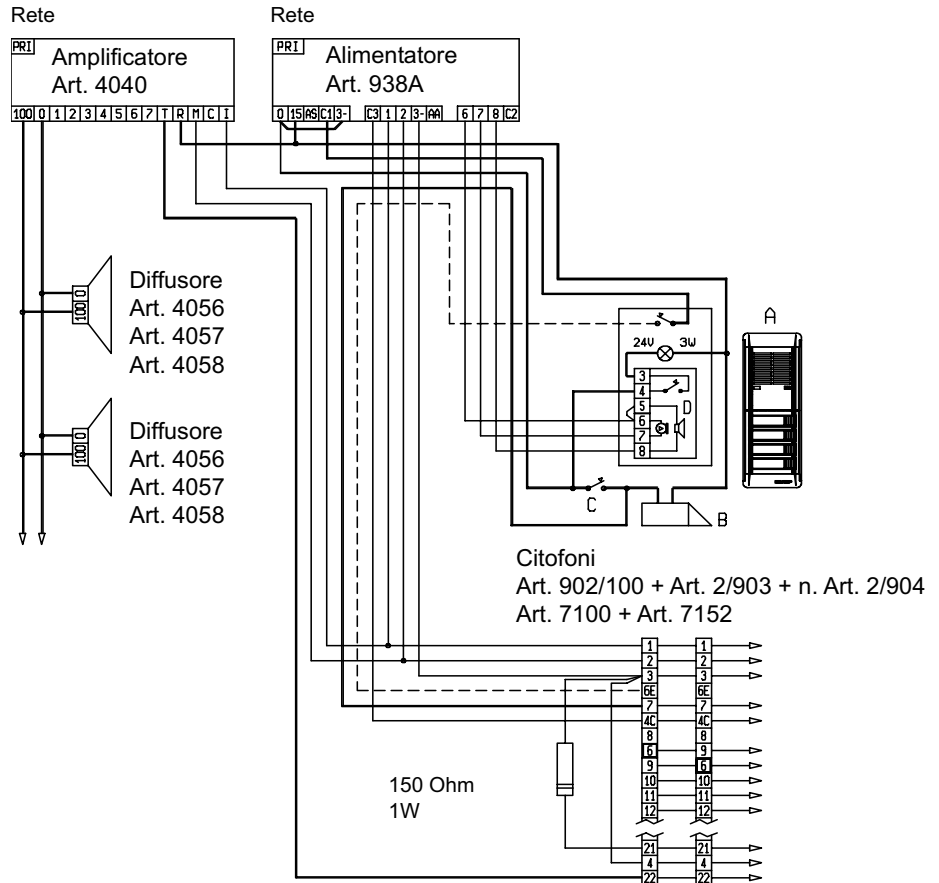 Rete
Rete
PRI
Amplificatore
Art. 4040
100 0 1 2 3 4 5 6 7 T R M C I
PRI
Alimentatore
Art. 938A
0 15 AS C1 3- C3 1 2 3- AA 6 7 8 C2
0
100
Diffusore
Art. 4056
Art. 4057
Art. 4058
0
100
Diffusore
Art. 4056
Art. 4057
Art. 4058
A
24V 3W
3
4
5
6
7
8
D
C
B
Citofoni
Art. 902/100 + Art. 2/903 + n. Art. 2/904
Art. 7100 + Art. 7152
1 1
2 2
3 3
6E 6E
7 7
4C 4C
8 8
6 9
9 6
10 10
11 11
12 12
21 21
4 4
22 22
150 Ohm
1W